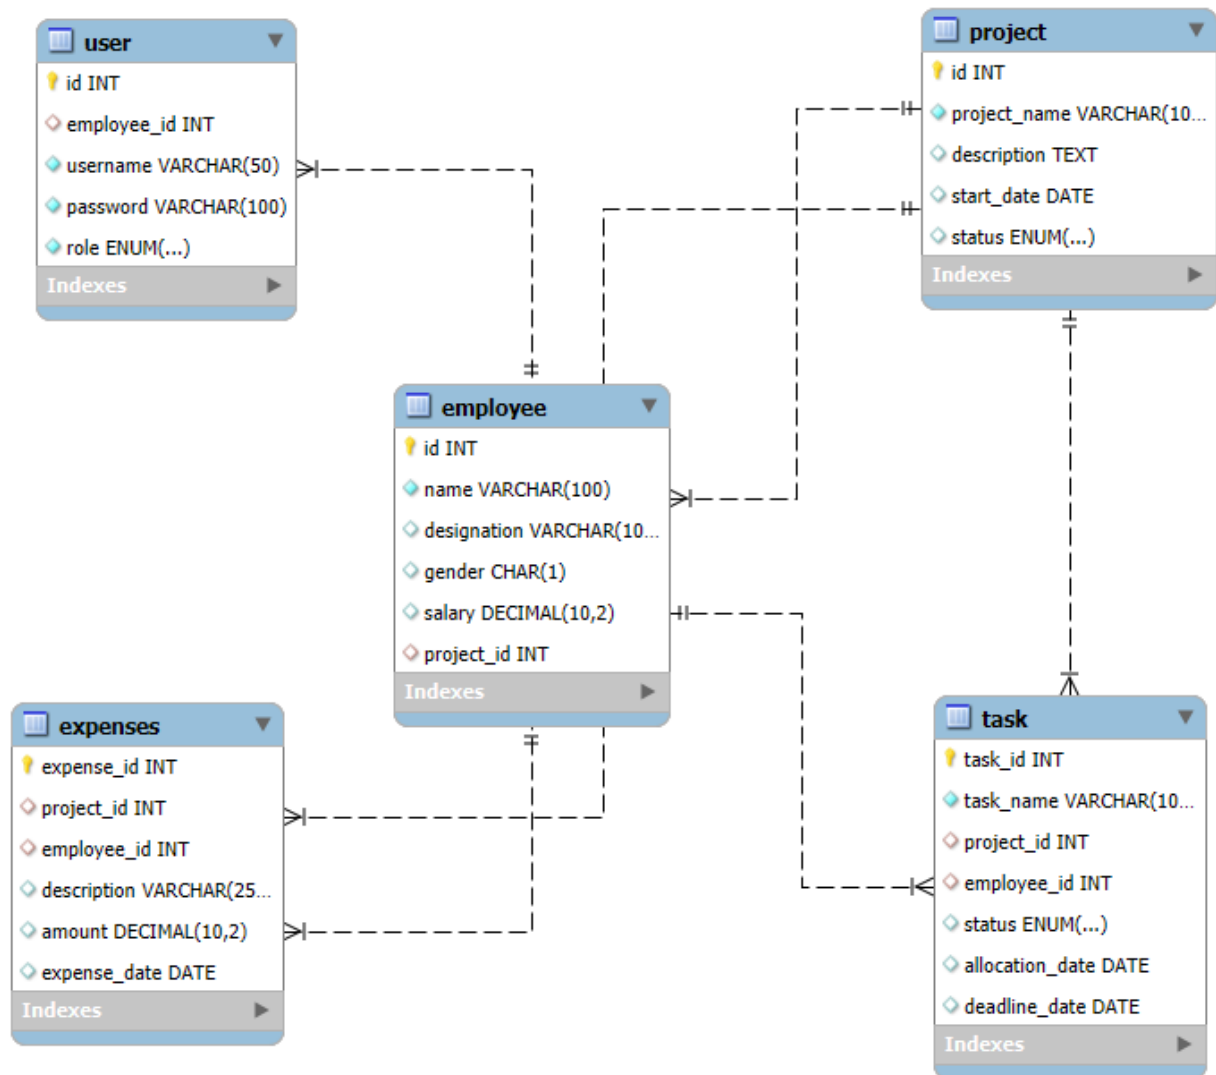 user
id INT
employee_id INT
username VARCHAR(50)
password VARCHAR(100)
role ENUM(...)
Indexes
project
id INT
project_name VARCHAR(10...
description TEXT
start_date DATE
status ENUM(...)
Indexes
employee
id INT
name VARCHAR(100)
designation VARCHAR(10...
gender CHAR(1)
salary DECIMAL(10,2)
project_id INT
Indexes
expenses
expense_id INT
project_id INT
employee_id INT
description VARCHAR(25...
amount DECIMAL(10,2)
expense_date DATE
Indexes
task
task_id INT
task_name VARCHAR(10...
project_id INT
employee_id INT
status ENUM(...)
allocation_date DATE
deadline_date DATE
Indexes